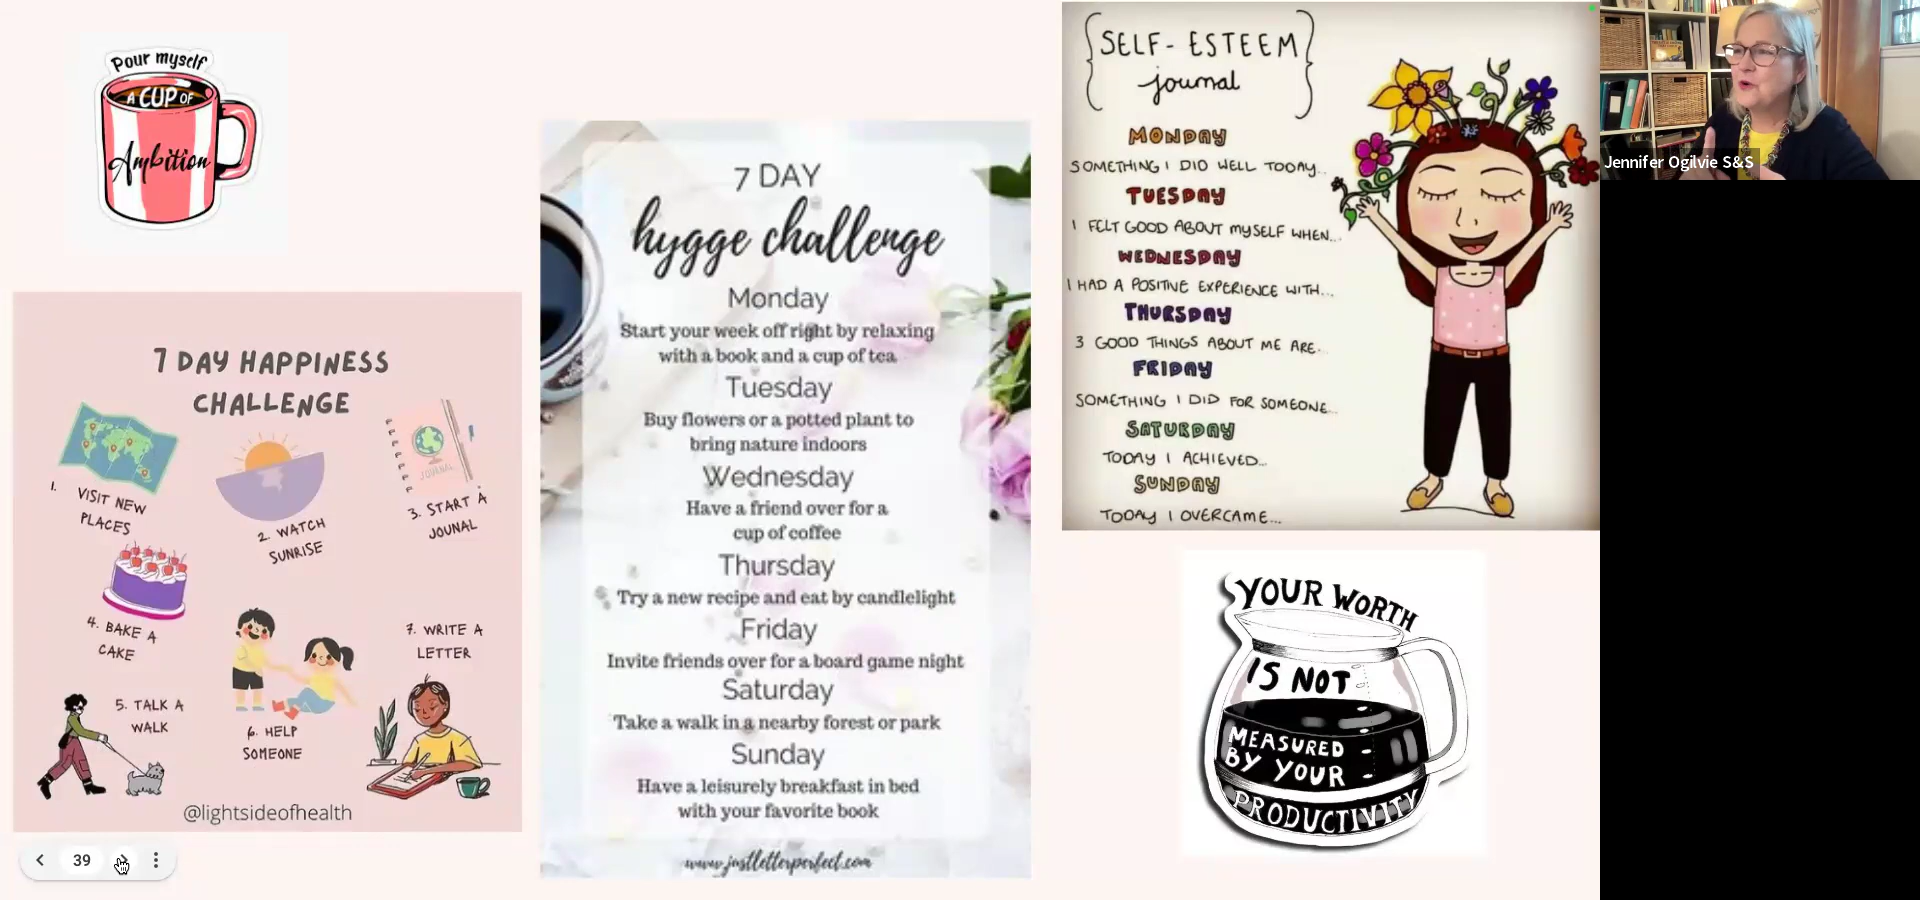 Pour myself
A CUP OF
Ambition
7 DAY HAPPINESS
CHALLENGE
1. VISIT NEW
PLACES
2. WATCH
SUNRISE
JOURNAL
3. START A
JOUNAL
4. BAKE A
CAKE
5. TALK A
WALK
6. HELP
SOMEONE
7. WRITE A
LETTER
@lightsideofhealth
39
7 DAY
hygge challenge
Monday
Start your week off right by relaxing
with a book and a cup of tea
Tuesday
Buy flowers or a potted plant to
bring nature indoors
Wednesday
Have a friend over for a
cup of coffee
Thursday
Try a new recipe and eat by candlelight
Friday
Invite friends over for a board game night
Saturday
Take a walk in a nearby forest or park
Sunday
Have a leisurely breakfast in bed
with your favorite book
www.justletterperfect.com
{SELF-ESTEEM
journal}
MONDAY
SOMETHING I DID WELL TODAY...
TUESDAY
I FELT GOOD ABOUT MYSELF WHEN...
WEDNESDAY
I HAD A POSITIVE EXPERIENCE WITH...
THURSDAY
3 GOOD THINGS ABOUT ME ARE...
FRIDAY
SOMETHING I DID FOR SOMEONE...
SATURDAY
TODAY I ACHIEVED...
SUNDAY
TODAY I OVERCAME...
YOUR WORTH
IS NOT
MEASURED
BY YOUR
PRODUCTIVITY
Jennifer Ogilvie S&S